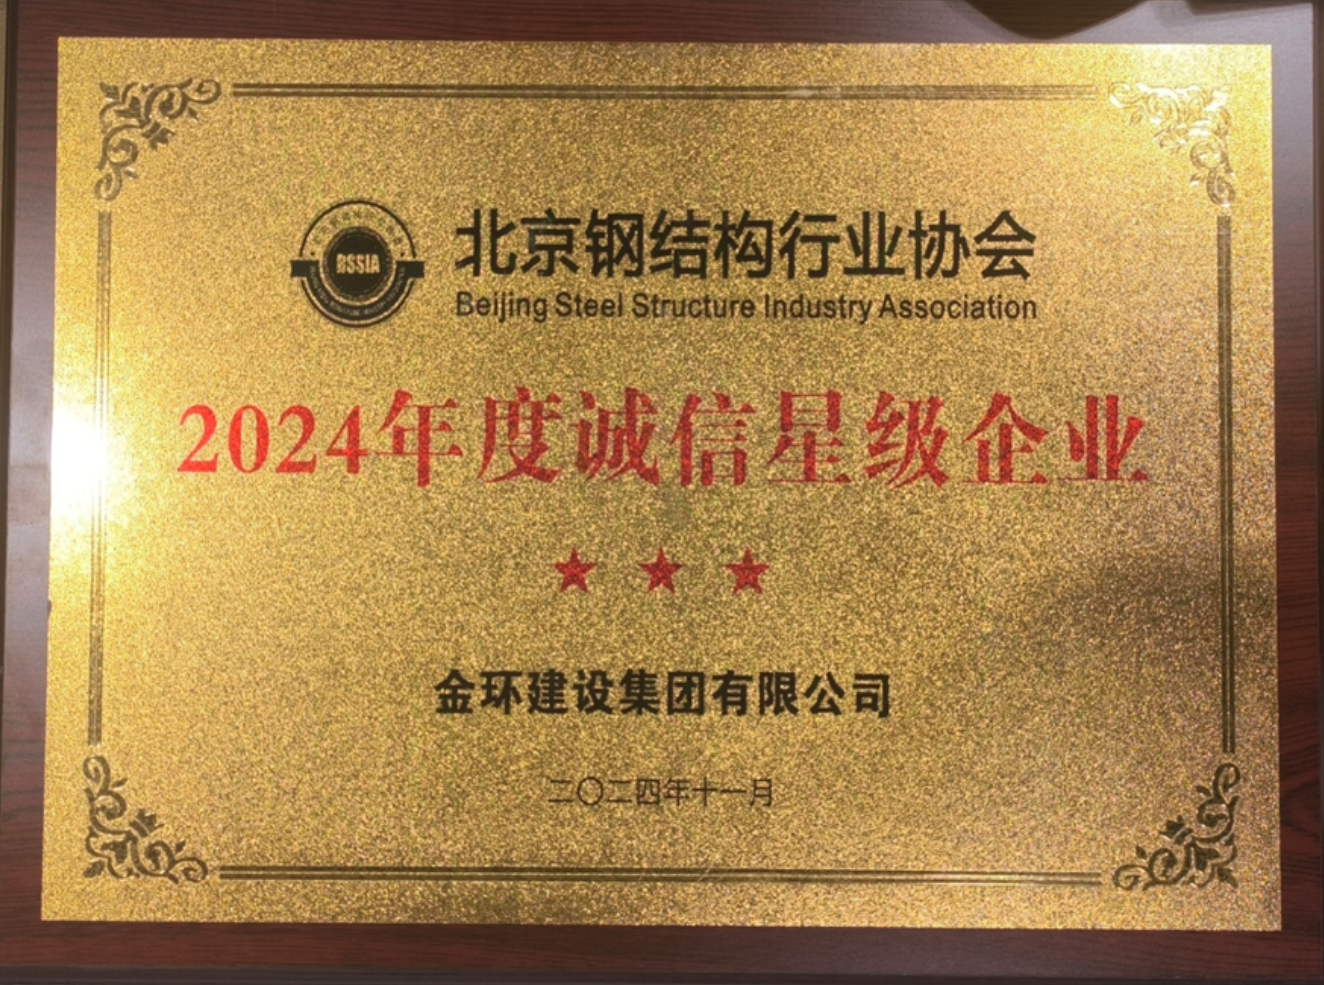 BSSIA
北京钢结构行业协会
Beijing Steel Structure Industry Association
2024年度诚信星级企业
★ ★ ★
金环建设集团有限公司
二〇二四年十一月